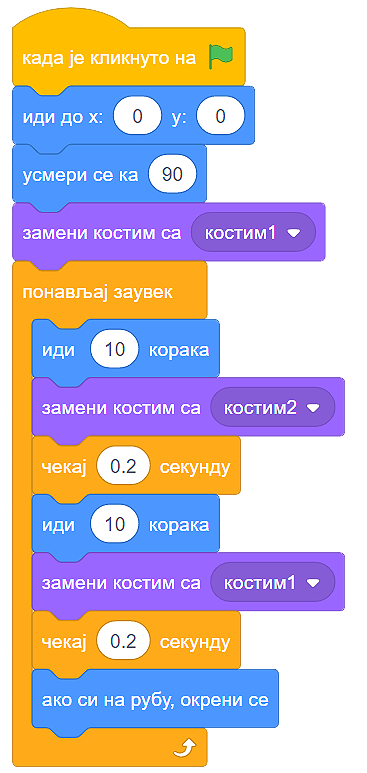 када је кликнуто на
иди до x: 0 y: 0
усмери се ка 90
замени костим са костим1
понављај заувек
иди 10 корака
замени костим са костим2
чекај 0.2 секунду
иди 10 корака
замени костим са костим1
чекај 0.2 секунду
ако си на рубу, окрени се